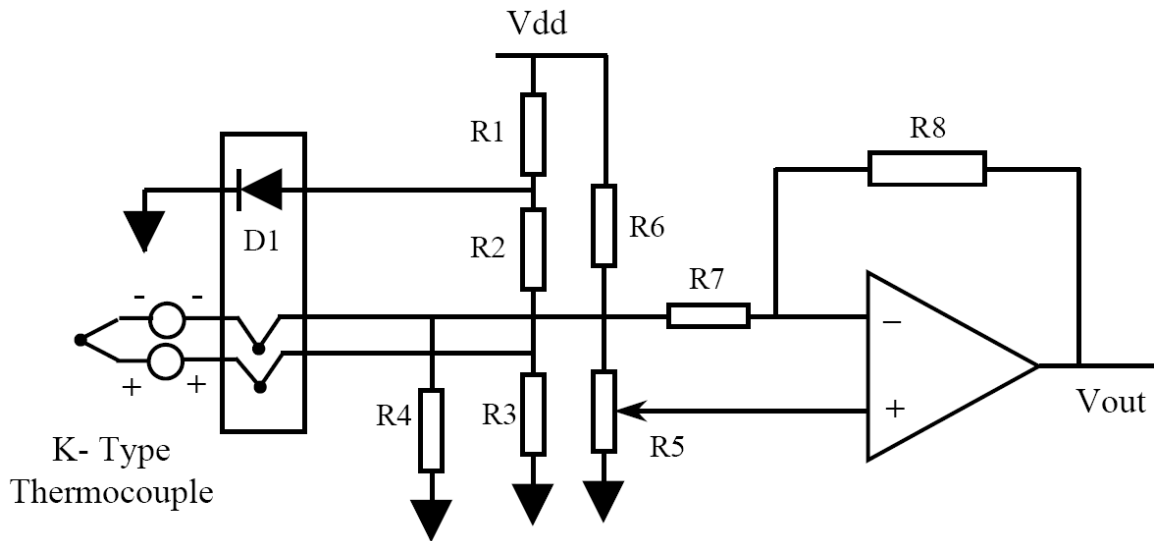 Vdd
R1
R8
D1
R2
R6
R7
- -
−
+ +
R4
R3
R5
+
Vout
K- Type
Thermocouple